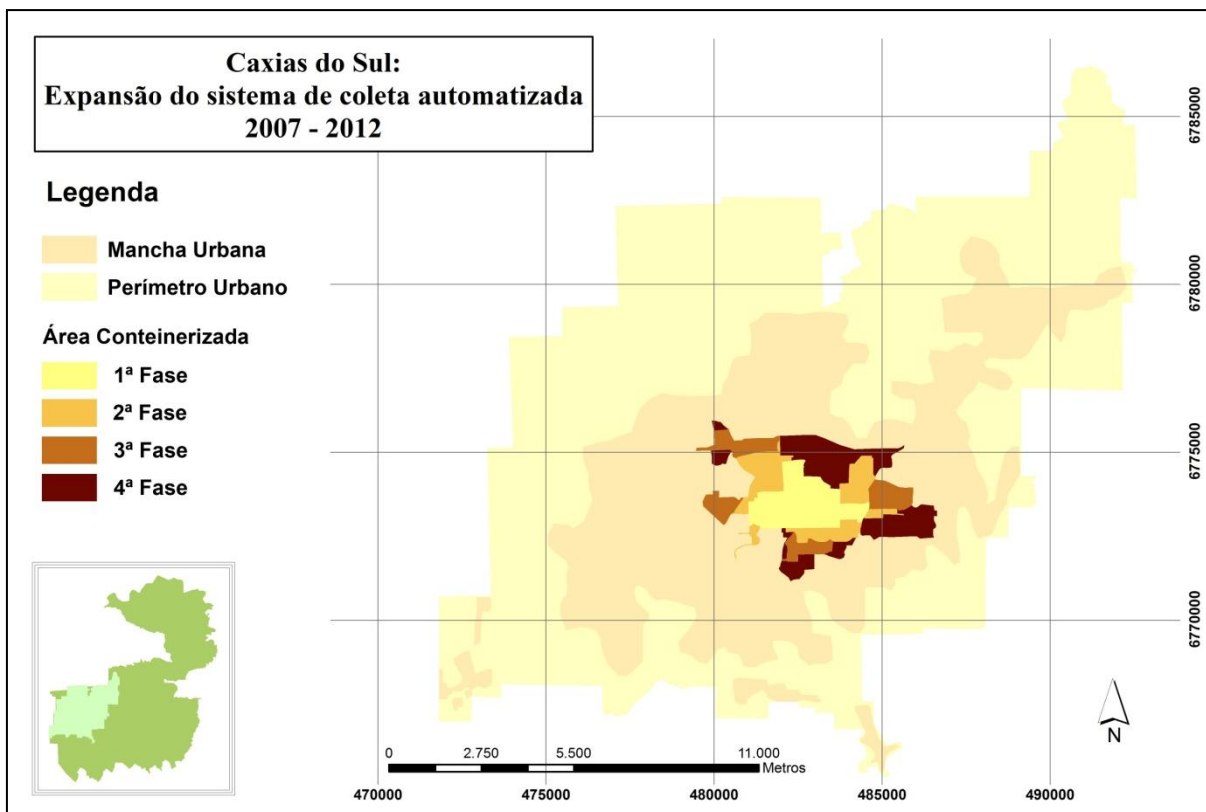 Caxias do Sul:
Expansão do sistema de coleta automatizada
2007 - 2012
Legenda
Mancha Urbana
Perímetro Urbano
Área Conteinerizada
1ª Fase
2ª Fase
3ª Fase
4ª Fase
6785000
6780000
6775000
6770000
N
0 2.750 5.500 11.000
Metros
470000 475000 480000 485000 490000